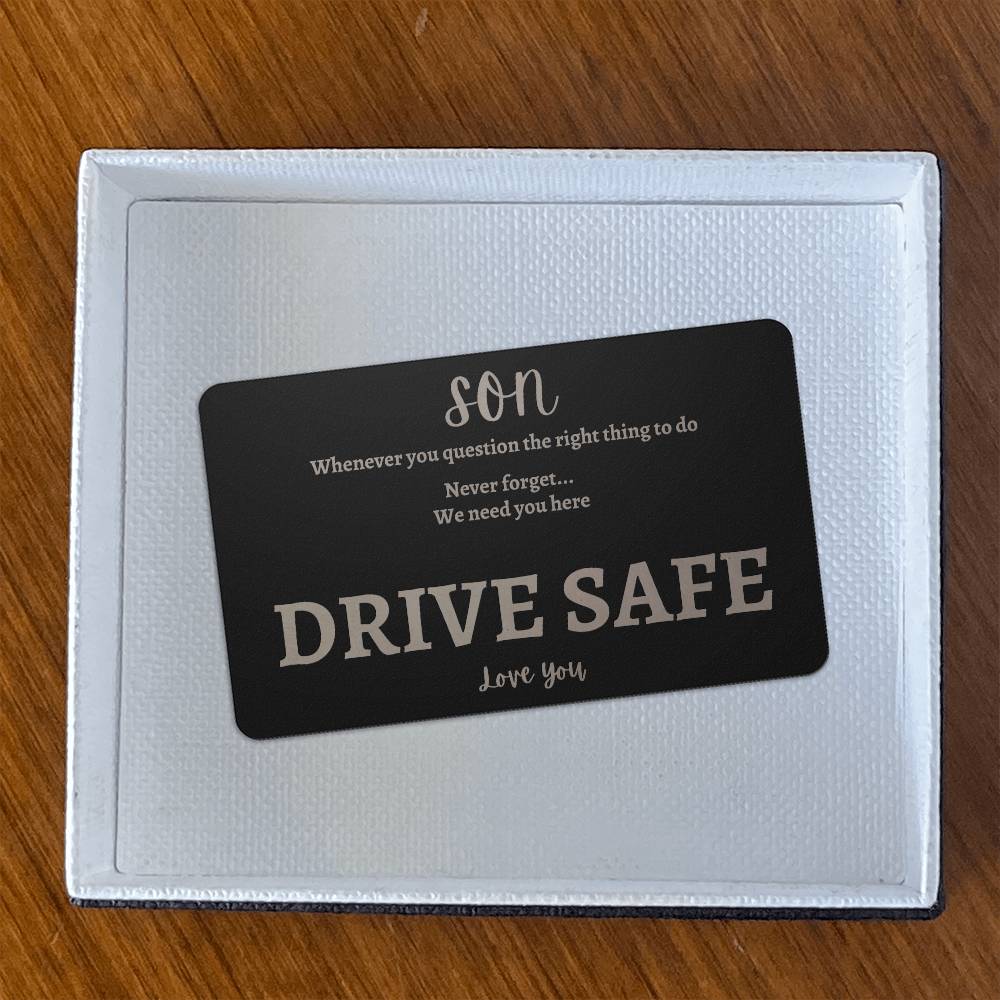 son
Whenever you question the right thing to do
Never forget...
We need you here
DRIVE SAFE
Love you